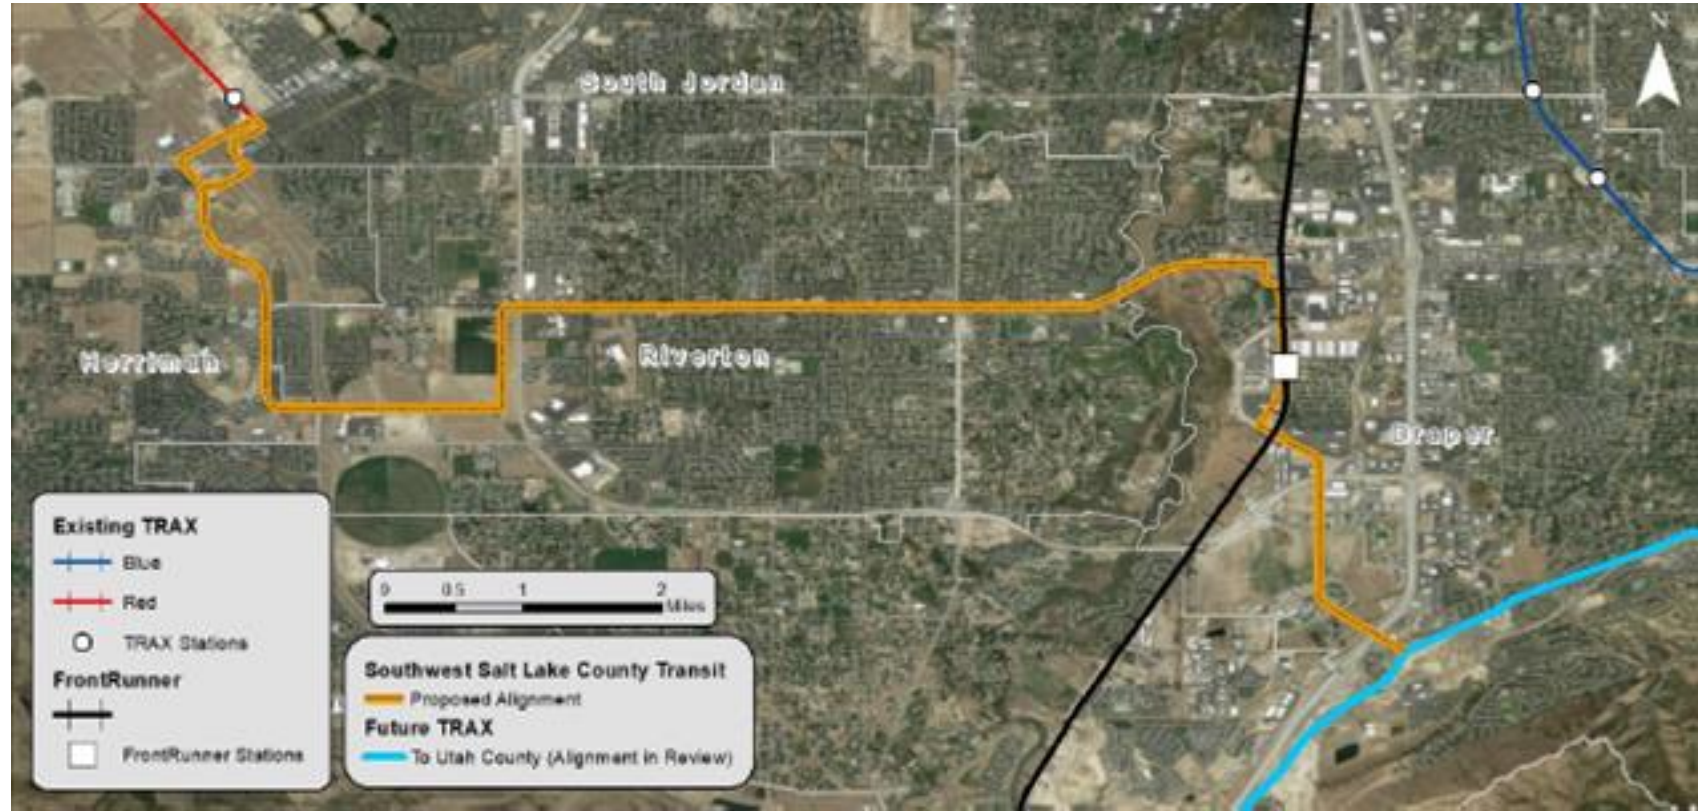 N
South Jordan
Herriman
Riverton
Draper
Existing TRAX
Blue
Red
TRAX Stations
FrontRunner
FrontRunner Stations
0 0.5 1 2
Miles
Southwest Salt Lake County Transit
Proposed Alignment
Future TRAX
To Utah County (Alignment in Review)